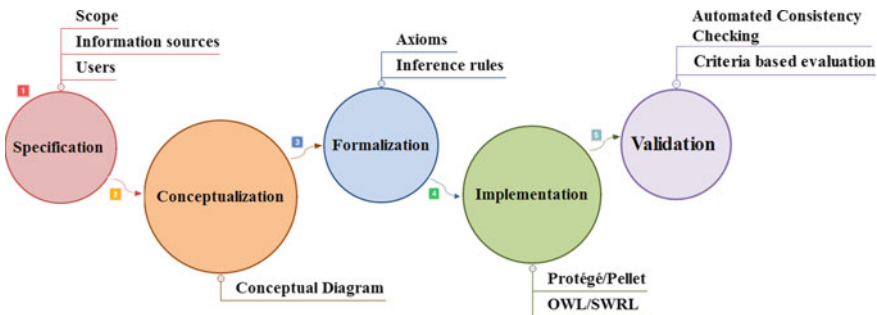 Scope
Information sources
Users
1
Specification
2
Conceptualization
Conceptual Diagram
3
Axioms
Inference rules
Formalization
4
Implementation
Protégé/Pellet
OWL/SWRL
5
Automated Consistency
Checking
Criteria based evaluation
Validation